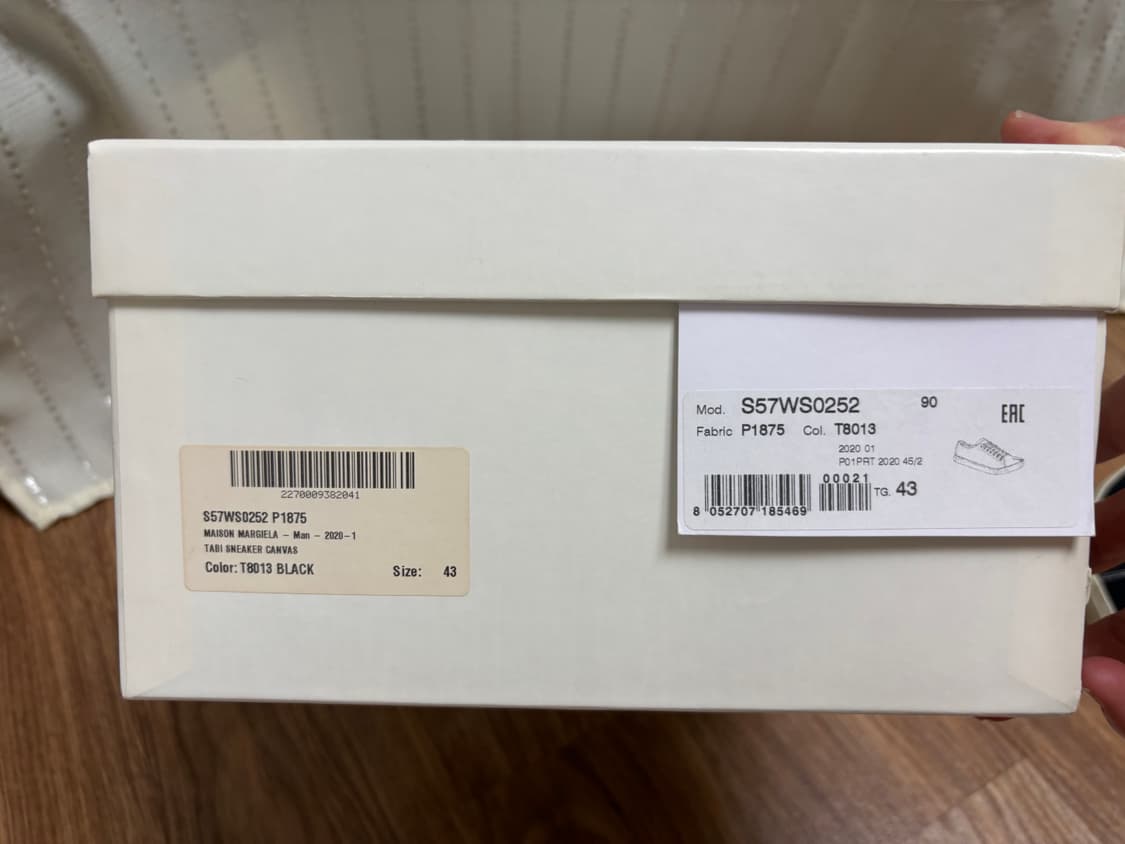 2270009382041
S57WS0252 P1875
MAISON MARGIELA – Man – 2020-1
TABI SNEAKER CANVAS
Color: T8013 BLACK Size: 43
Mod. S57WS0252 90 EAC
Fabric P1875 Col. T8013
2020 01
P01PRT 2020 45/2
00021
8 052707 185469 TG. 43